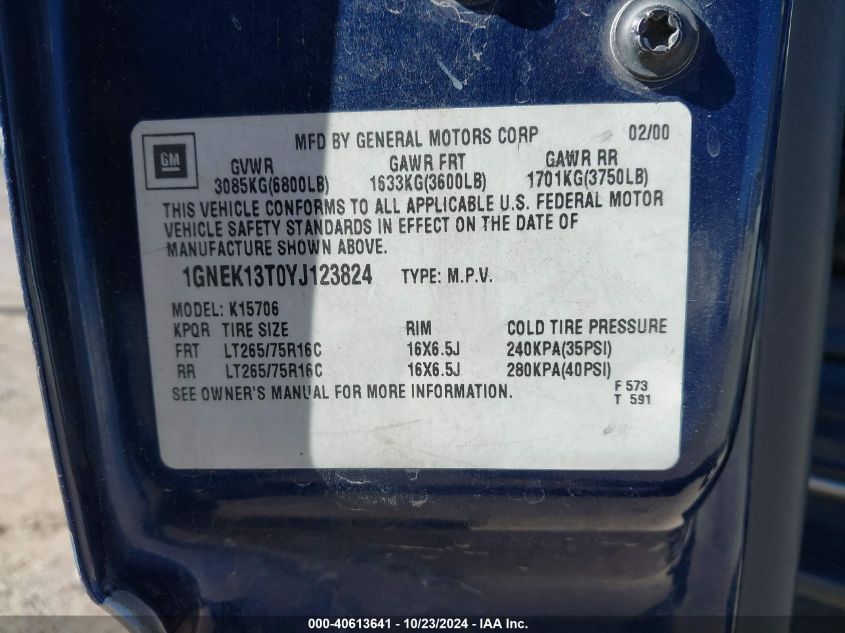 MFD BY GENERAL MOTORS CORP 02/00
GM
GVWR GAWR FRT GAWR RR
3085KG(6800LB) 1633KG(3600LB) 1701KG(3750LB)
THIS VEHICLE CONFORMS TO ALL APPLICABLE U.S. FEDERAL MOTOR
VEHICLE SAFETY STANDARDS IN EFFECT ON THE DATE OF
MANUFACTURE SHOWN ABOVE.
1GNEK13T0YJ123824 TYPE: M.P.V.
MODEL: K15706
KPQR TIRE SIZE RIM COLD TIRE PRESSURE
FRT LT265/75R16C 16X6.5J 240KPA(35PSI)
RR LT265/75R16C 16X6.5J 280KPA(40PSI)
SEE OWNER'S MANUAL FOR MORE INFORMATION.
F 573
T 591
000-40613641 - 10/23/2024 - IAA Inc.